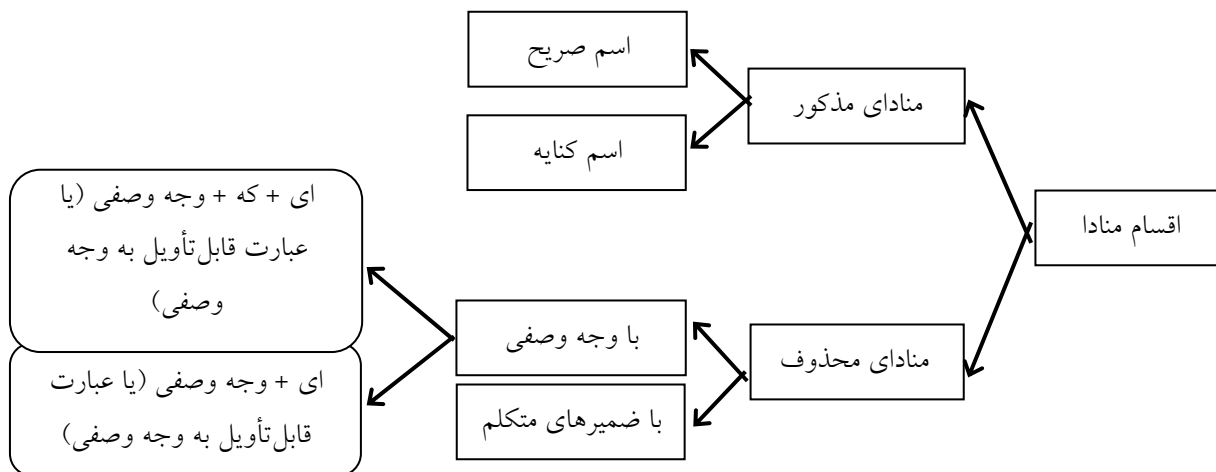 اقسام منادا
منادای مذکور
اسم صریح
اسم کنایه
منادای محذوف
با وجه وصفی
ای + که + وجه وصفی (یا
عبارت قابل‌تأویل به وجه
وصفی)
ای + وجه وصفی (یا عبارت
قابل‌تأویل به وجه وصفی)
با ضمیرهای متکلم